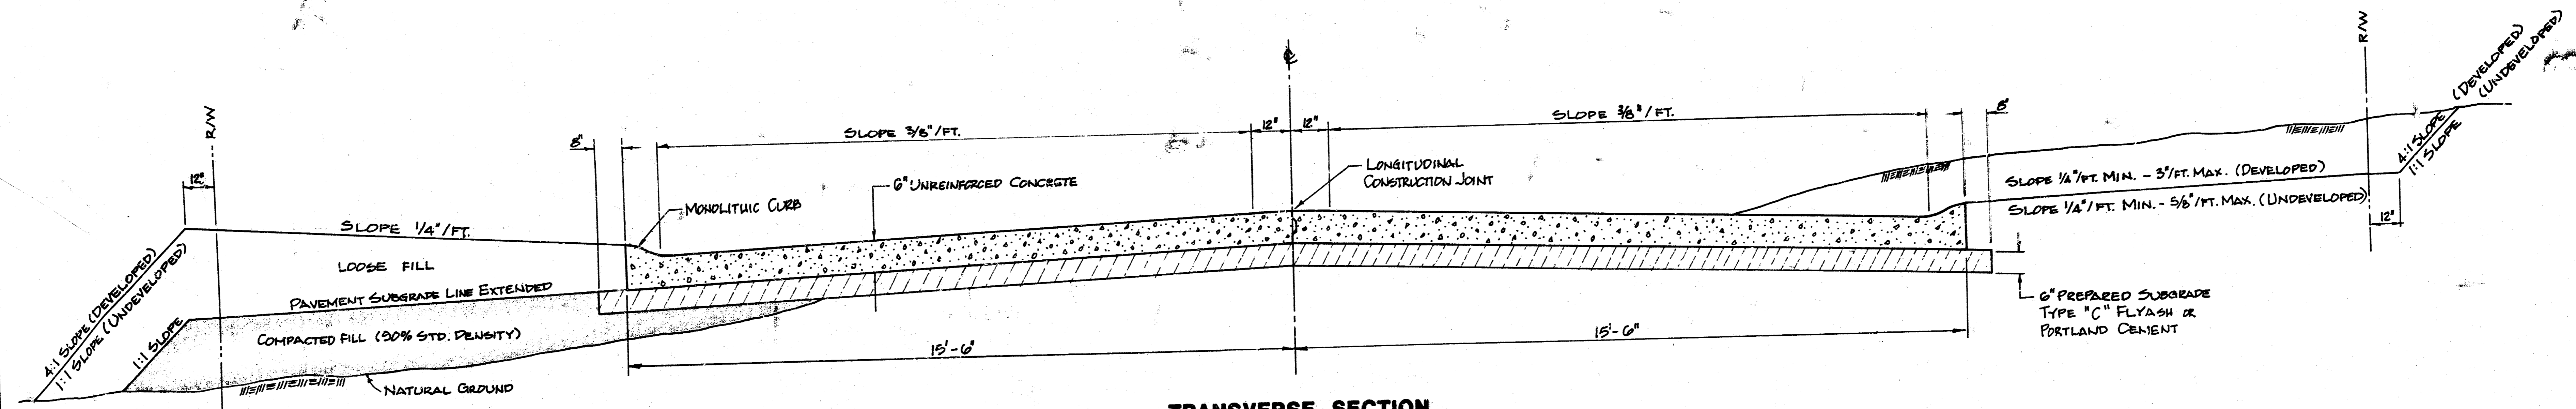 R/W
12"
SLOPE 1/4"/FT.
LOOSE FILL
PAVEMENT SUBGRADE LINE EXTENDED
COMPACTED FILL (90% STD. DENSITY)
4:1 SLOPE (DEVELOPED)
1:1 SLOPE (UNDEVELOPED)
1:1 SLOPE
NATURAL GROUND
8"
SLOPE 3/8"/FT.
MONOLITHIC CURB
6" UNREINFORCED CONCRETE
12"
12"
℄
LONGITUDINAL
CONSTRUCTION JOINT
SLOPE 3/8"/FT.
8"
15'-6"
15'-6"
SLOPE 1/4"/FT. MIN. - 3"/FT. MAX. (DEVELOPED)
SLOPE 1/4"/FT. MIN. - 5/8"/FT. MAX. (UNDEVELOPED)
6" PREPARED SUBGRADE
TYPE "C" FLYASH OR
PORTLAND CEMENT
R/W
12"
4:1 SLOPE (DEVELOPED)
1:1 SLOPE (UNDEVELOPED)
TRANSVERSE SECTION